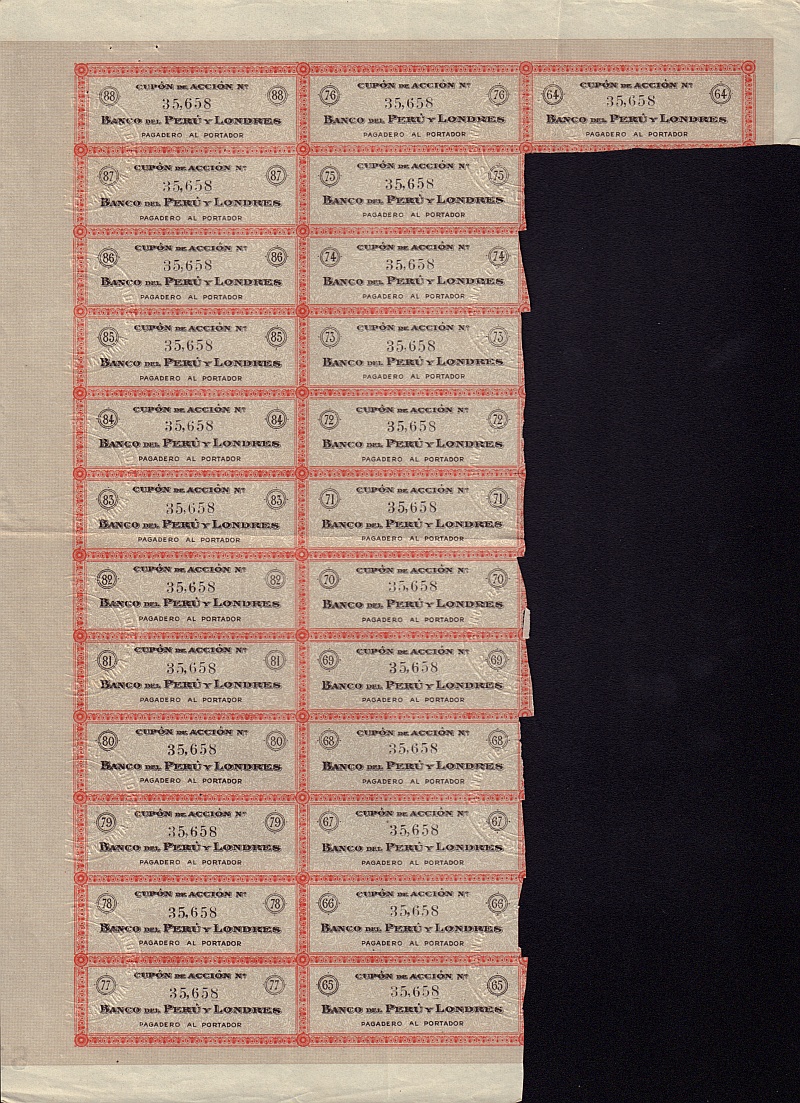 CUPÓN DE ACCIÓN Nº
88 35,658 88
BANCO DEL PERÚ Y LONDRES
PAGADERO AL PORTADOR
CUPÓN DE ACCIÓN Nº
76 35,658 76
BANCO DEL PERÚ Y LONDRES
PAGADERO AL PORTADOR
CUPÓN DE ACCIÓN Nº
64 35,658 64
BANCO DEL PERÚ Y LONDRES
PAGADERO AL PORTADOR
CUPÓN DE ACCIÓN Nº
87 35,658 87
BANCO DEL PERÚ Y LONDRES
PAGADERO AL PORTADOR
CUPÓN DE ACCIÓN Nº
75 35,658 75
BANCO DEL PERÚ Y LONDRES
PAGADERO AL PORTADOR
CUPÓN DE ACCIÓN Nº
86 35,658 86
BANCO DEL PERÚ Y LONDRES
PAGADERO AL PORTADOR
CUPÓN DE ACCIÓN Nº
74 35,658 74
BANCO DEL PERÚ Y LONDRES
PAGADERO AL PORTADOR
CUPÓN DE ACCIÓN Nº
85 35,658 85
BANCO DEL PERÚ Y LONDRES
PAGADERO AL PORTADOR
CUPÓN DE ACCIÓN Nº
73 35,658 73
BANCO DEL PERÚ Y LONDRES
PAGADERO AL PORTADOR
CUPÓN DE ACCIÓN Nº
84 35,658 84
BANCO DEL PERÚ Y LONDRES
PAGADERO AL PORTADOR
CUPÓN DE ACCIÓN Nº
72 35,658 72
BANCO DEL PERÚ Y LONDRES
PAGADERO AL PORTADOR
CUPÓN DE ACCIÓN Nº
83 35,658 83
BANCO DEL PERÚ Y LONDRES
PAGADERO AL PORTADOR
CUPÓN DE ACCIÓN Nº
71 35,658 71
BANCO DEL PERÚ Y LONDRES
PAGADERO AL PORTADOR
CUPÓN DE ACCIÓN Nº
82 35,658 82
BANCO DEL PERÚ Y LONDRES
PAGADERO AL PORTADOR
CUPÓN DE ACCIÓN Nº
70 35,658 70
BANCO DEL PERÚ Y LONDRES
PAGADERO AL PORTADOR
CUPÓN DE ACCIÓN Nº
81 35,658 81
BANCO DEL PERÚ Y LONDRES
PAGADERO AL PORTADOR
CUPÓN DE ACCIÓN Nº
69 35,658 69
BANCO DEL PERÚ Y LONDRES
PAGADERO AL PORTADOR
CUPÓN DE ACCIÓN Nº
80 35,658 80
BANCO DEL PERÚ Y LONDRES
PAGADERO AL PORTADOR
CUPÓN DE ACCIÓN Nº
68 35,658 68
BANCO DEL PERÚ Y LONDRES
PAGADERO AL PORTADOR
CUPÓN DE ACCIÓN Nº
79 35,658 79
BANCO DEL PERÚ Y LONDRES
PAGADERO AL PORTADOR
CUPÓN DE ACCIÓN Nº
67 35,658 67
BANCO DEL PERÚ Y LONDRES
PAGADERO AL PORTADOR
CUPÓN DE ACCIÓN Nº
78 35,658 78
BANCO DEL PERÚ Y LONDRES
PAGADERO AL PORTADOR
CUPÓN DE ACCIÓN Nº
66 35,658 66
BANCO DEL PERÚ Y LONDRES
PAGADERO AL PORTADOR
CUPÓN DE ACCIÓN Nº
77 35,658 77
BANCO DEL PERÚ Y LONDRES
PAGADERO AL PORTADOR
CUPÓN DE ACCIÓN Nº
65 35,658 65
BANCO DEL PERÚ Y LONDRES
PAGADERO AL PORTADOR